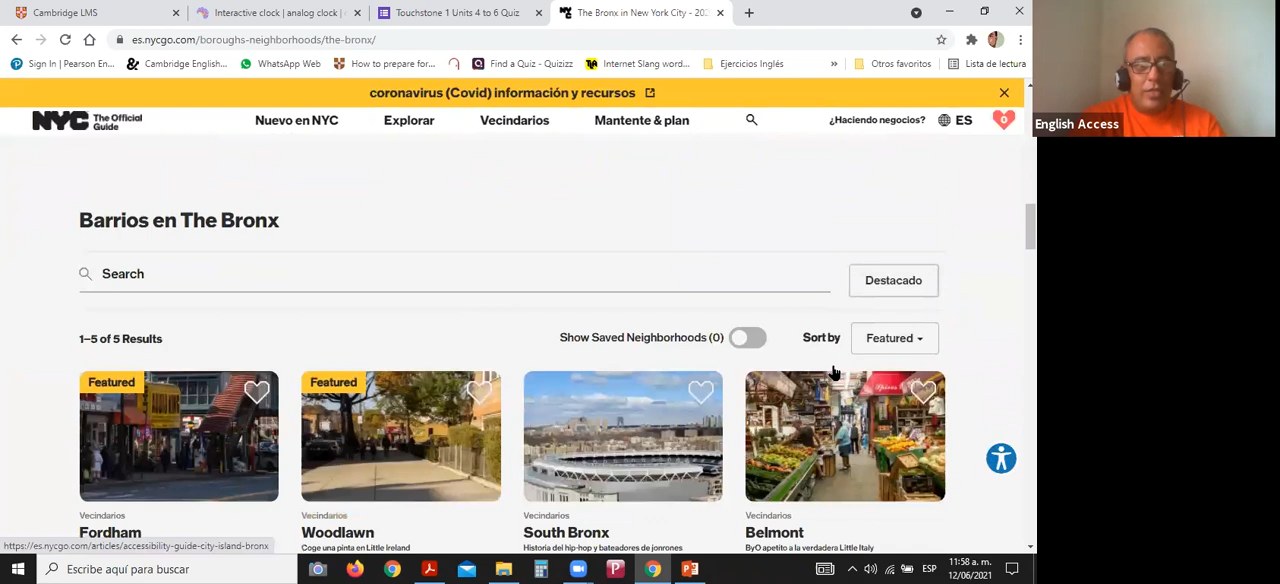 Cambridge LMS
Interactive clock | analog clock |
Touchstone 1 Units 4 to 6 Quiz
The Bronx in New York City - 202
es.nycgo.com/boroughs-neighborhoods/the-bronx/
Sign In | Pearson En...
Cambridge English...
WhatsApp Web
How to prepare for...
Find a Quiz - Quizizz
Internet Slang word...
Ejercicios Inglés
»
Otros favoritos
Lista de lectura
coronavirus (Covid) información y recursos
NYC The Official Guide
Nuevo en NYC
Explorar
Vecindarios
Mantente & plan
¿Haciendo negocios?
ES
0
English Access
Barrios en The Bronx
Search
Destacado
1–5 of 5 Results
Show Saved Neighborhoods (0)
Sort by
Featured
Featured
Featured
Vecindarios
Vecindarios
Vecindarios
Vecindarios
Fordham
Woodlawn
South Bronx
Belmont
Coge una pinta en Little Ireland
Historia del hip-hop y bateadores de jonrones
ByO apetito a la verdadera Little Italy
https://es.nycgo.com/articles/accessibility-guide-city-island-bronx
Escribe aquí para buscar
ESP
11:58 a. m.
12/06/2021